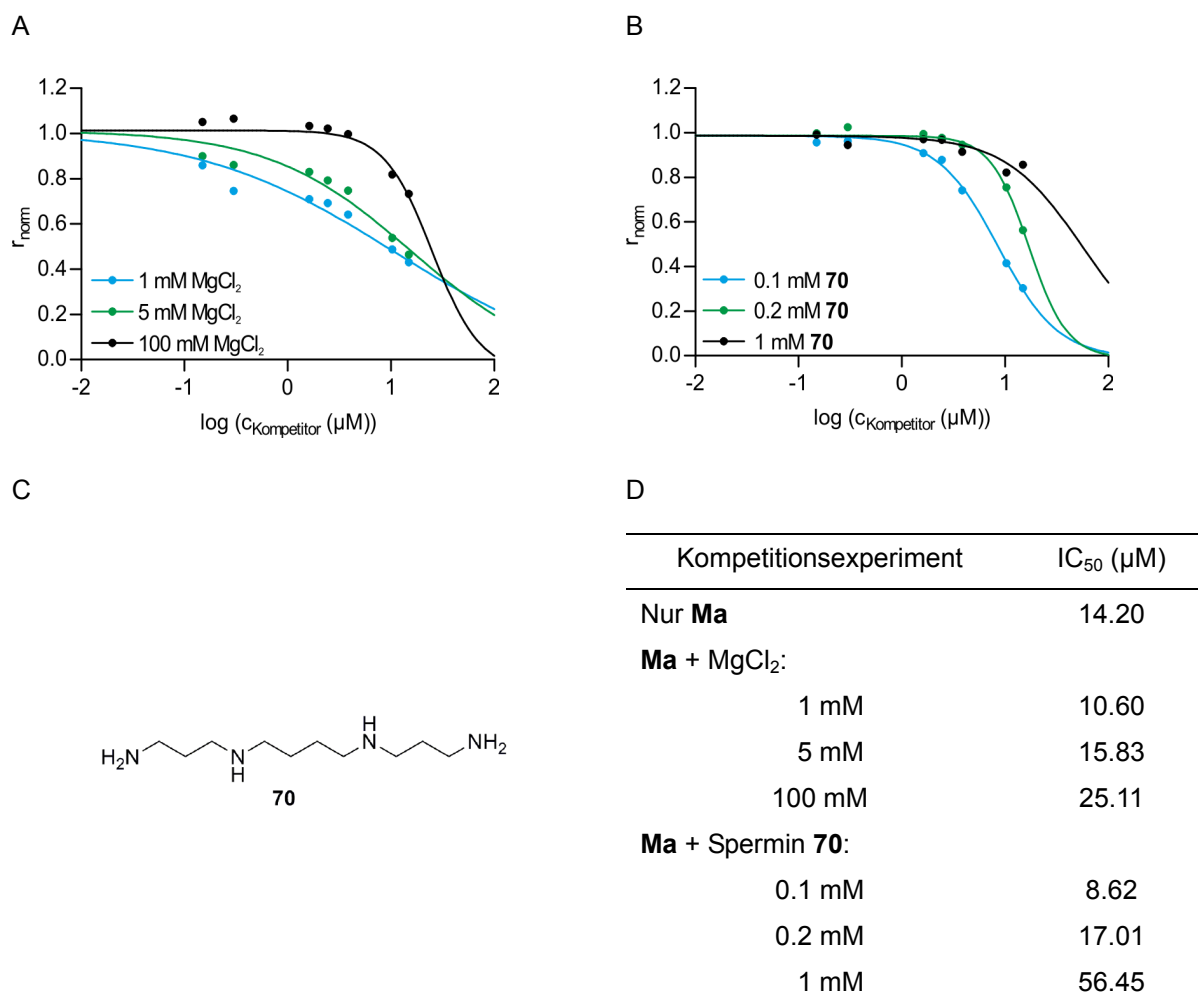 A
1.2
1.0
0.8
0.6
0.4
0.2
0.0
r_norm
-2 -1 0 1 2
log (c_Kompetitor (µM))
1 mM MgCl₂
5 mM MgCl₂
100 mM MgCl₂
B
1.2
1.0
0.8
0.6
0.4
0.2
0.0
r_norm
-2 -1 0 1 2
log (c_Kompetitor (µM))
0.1 mM 70
0.2 mM 70
1 mM 70
C
H₂N
N
H
H
N
NH₂
70
D
Kompetitionsexperiment IC₅₀ (µM)
Nur Ma 14.20
Ma + MgCl₂:
1 mM 10.60
5 mM 15.83
100 mM 25.11
Ma + Spermin 70:
0.1 mM 8.62
0.2 mM 17.01
1 mM 56.45